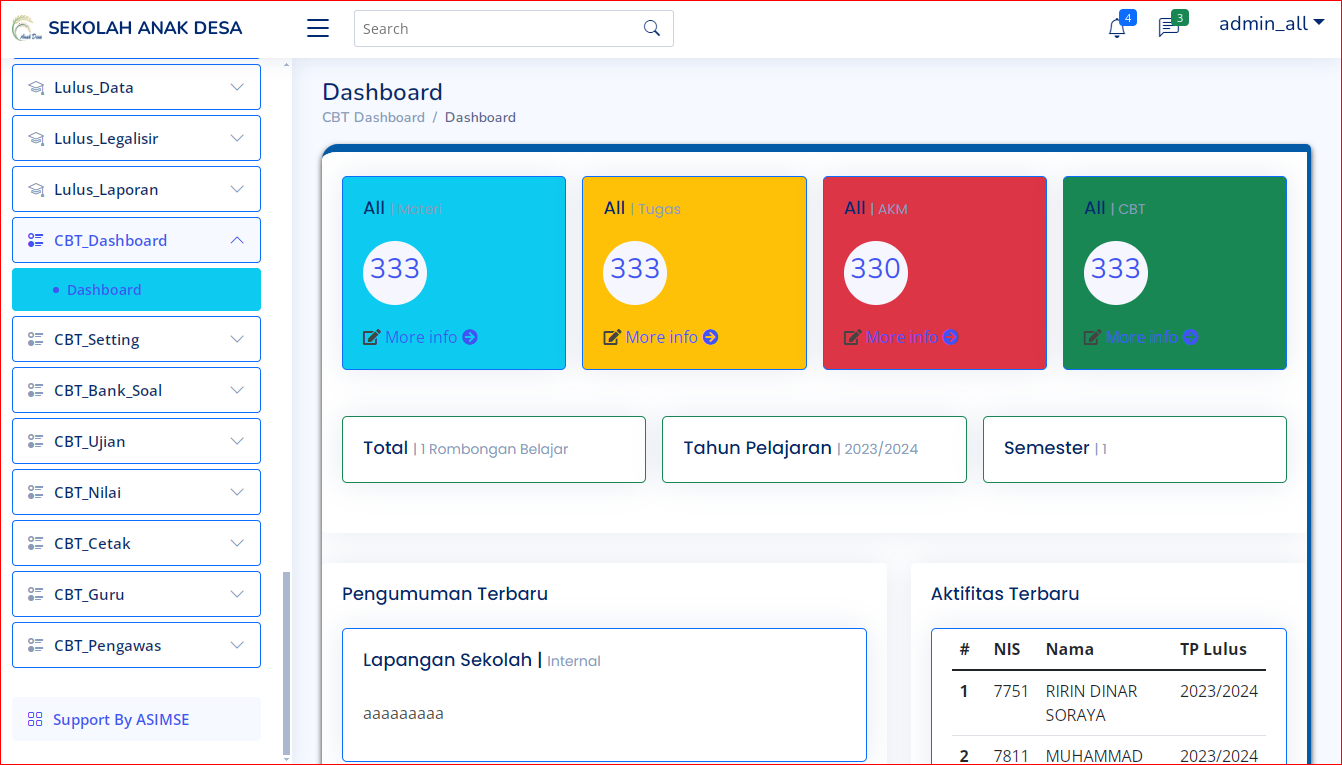 SEKOLAH ANAK DESA
Search
4
3
admin_all
Lulus_Data
Lulus_Legalisir
Lulus_Laporan
CBT_Dashboard
Dashboard
CBT_Setting
CBT_Bank_Soal
CBT_Ujian
CBT_Nilai
CBT_Cetak
CBT_Guru
CBT_Pengawas
Support By ASIMSE
Dashboard
CBT Dashboard / Dashboard
All | Materi
333
More info
All | Tugas
333
More info
All | AKM
330
More info
All | CBT
333
More info
Total | 1 Rombongan Belajar
Tahun Pelajaran | 2023/2024
Semester | 1
Pengumuman Terbaru
Lapangan Sekolah | Internal
aaaaaaaaa
Aktifitas Terbaru
# NIS Nama TP Lulus
1 7751 RIRIN DINAR 2023/2024
SORAYA
2 7811 MUHAMMAD 2023/2024